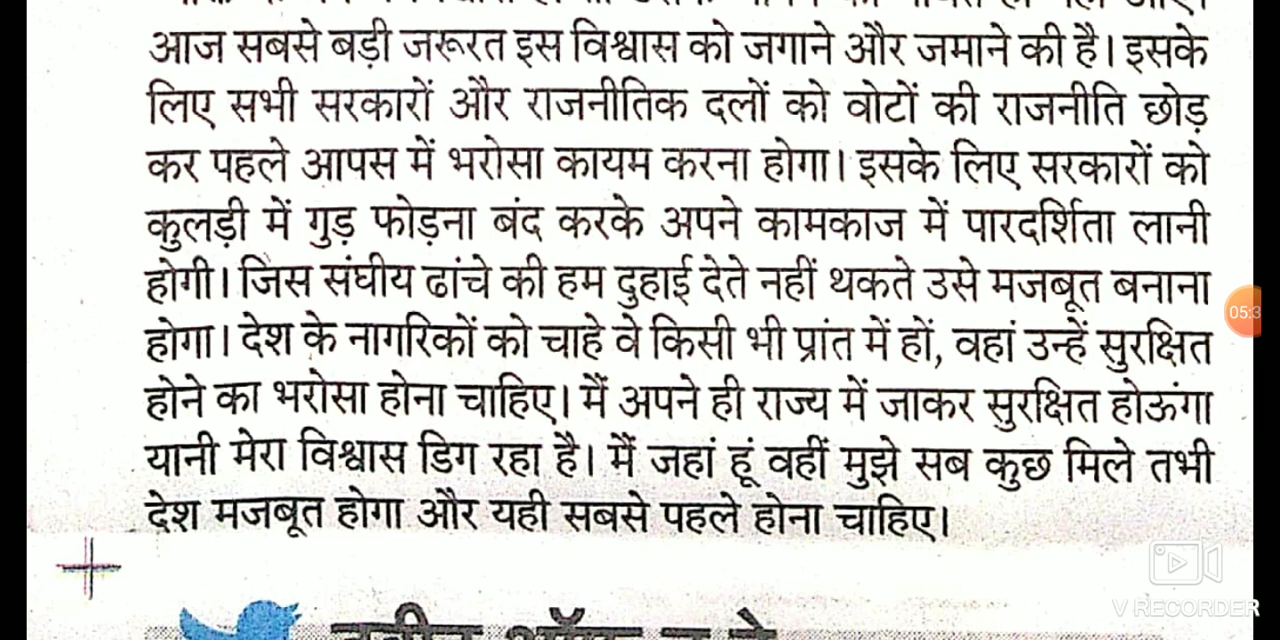 आज सबसे बड़ी जरूरत इस विश्वास को जगाने और जमाने की है। इसके
लिए सभी सरकारों और राजनीतिक दलों को वोटों की राजनीति छोड़
कर पहले आपस में भरोसा कायम करना होगा। इसके लिए सरकारों को
कुलड़ी में गुड़ फोड़ना बंद करके अपने कामकाज में पारदर्शिता लानी
होगी। जिस संघीय ढांचे की हम दुहाई देते नहीं थकते उसे मजबूत बनाना
होगा। देश के नागरिकों को चाहे वे किसी भी प्रांत में हों, वहां उन्हें सुरक्षित
होने का भरोसा होना चाहिए। मैं अपने ही राज्य में जाकर सुरक्षित होऊंगा
यानी मेरा विश्वास डिग रहा है। मैं जहां हूं वहीं मुझे सब कुछ मिले तभी
देश मजबूत होगा और यही सबसे पहले होना चाहिए।
05:3
V RECORDER